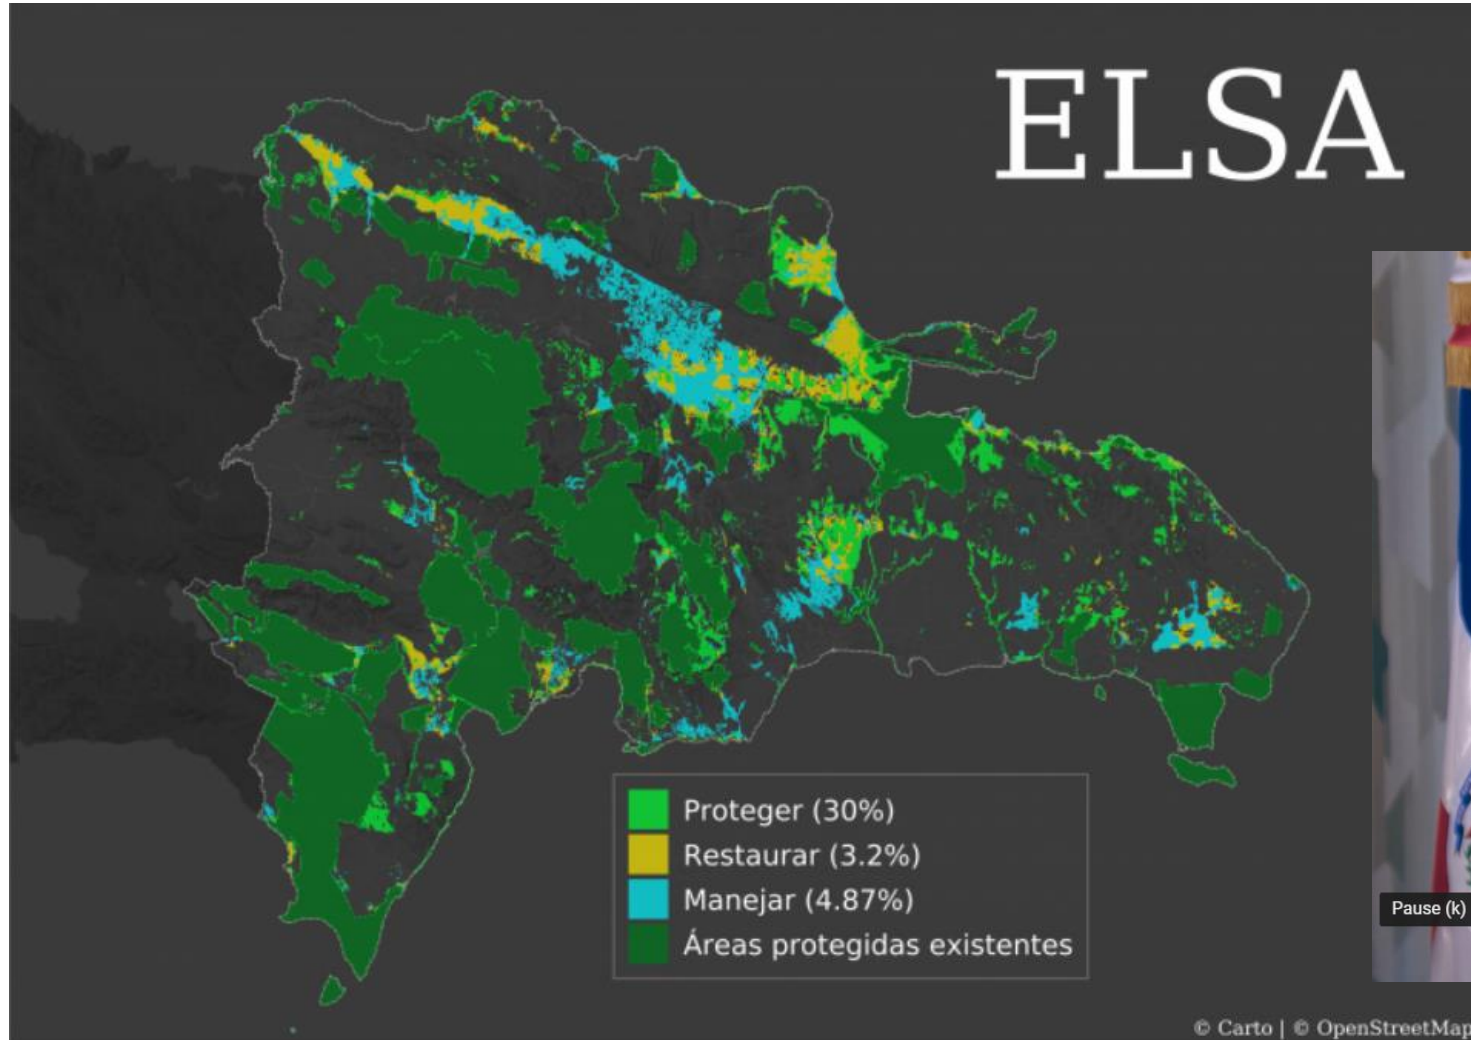 ELSA
Proteger (30%)
Restaurar (3.2%)
Manejar (4.87%)
Áreas protegidas existentes
Pause (k)
© Carto | © OpenStreetMap